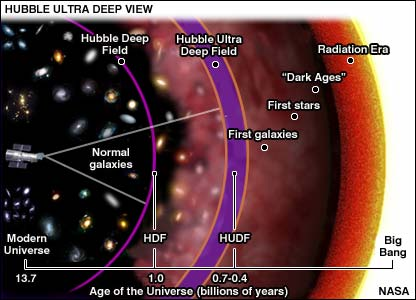 HUBBLE ULTRA DEEP VIEW
Hubble Deep
Field
Hubble Ultra
Deep Field
Radiation Era
“Dark Ages”
First stars
First galaxies
Normal
galaxies
Modern
Universe
HDF
HUDF
Big
Bang
13.7
1.0
0.7-0.4
Age of the Universe (billions of years)
NASA